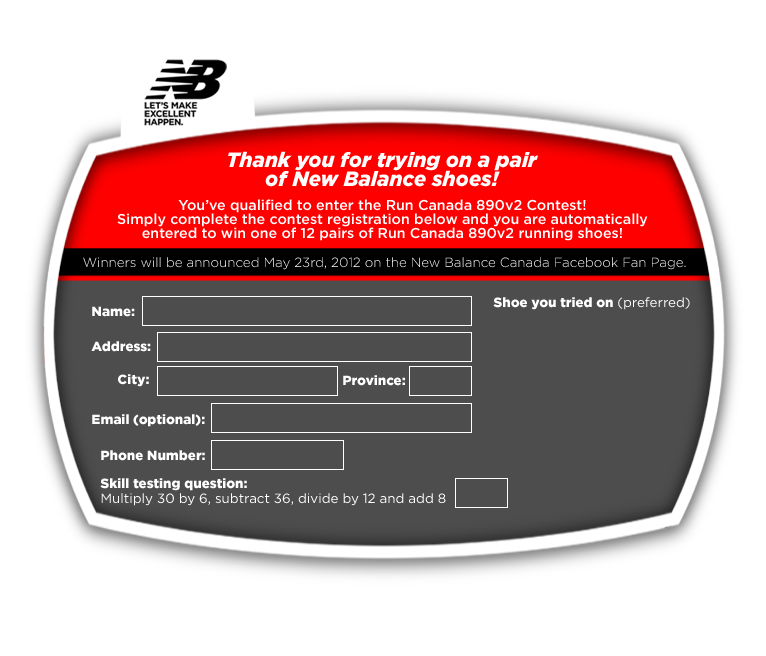 NB
LET'S MAKE
EXCELLENT
HAPPEN.
Thank you for trying on a pair
of New Balance shoes!
You've qualified to enter the Run Canada 890v2 Contest!
Simply complete the contest registration below and you are automatically
entered to win one of 12 pairs of Run Canada 890v2 running shoes!
Winners will be announced May 23rd, 2012 on the New Balance Canada Facebook Fan Page.
Name:
Shoe you tried on (preferred)
Address:
City:
Province:
Email (optional):
Phone Number:
Skill testing question:
Multiply 30 by 6, subtract 36, divide by 12 and add 8